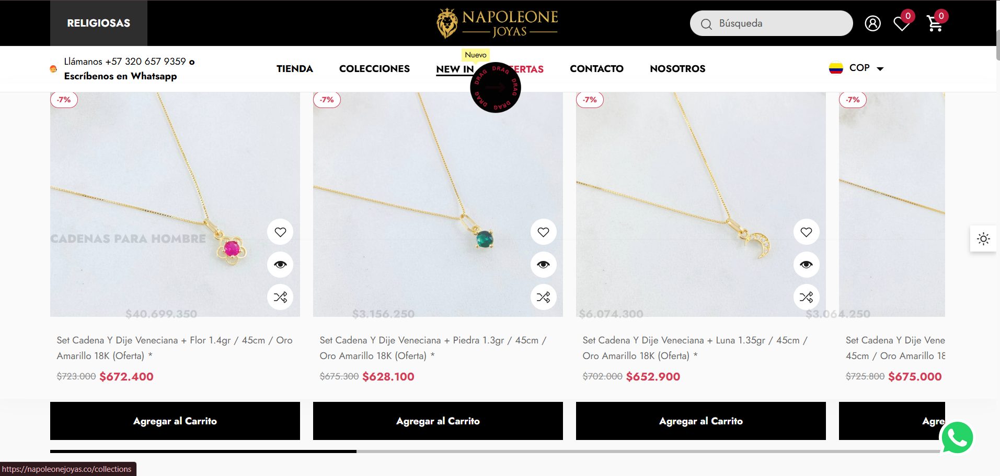 RELIGIOSAS
NAPOLEONE
JOYAS
Búsqueda
0
0
Llámanos +57 320 657 9359 o
Escríbenos en Whatsapp
TIENDA
COLECCIONES
Nuevo
NEW IN
ERTAS
CONTACTO
NOSOTROS
COP
DRAG DRAG DRAG DRAG DRAG DRAG
-7%
-7%
-7%
-7%
CADENAS PARA HOMBRE
$40.699.350
$3.156.250
$6.074.300
$3.064.250
Set Cadena Y Dije Veneciana + Flor 1.4gr / 45cm / Oro
Amarillo 18K (Oferta) *
$723.000 $672.400
Set Cadena Y Dije Veneciana + Piedra 1.3gr / 45cm /
Oro Amarillo 18K (Oferta) *
$675.300 $628.100
Set Cadena Y Dije Veneciana + Luna 1.35gr / 45cm /
Oro Amarillo 18K (Oferta) *
$702.000 $652.900
Set Cadena Y Dije Vene
45cm / Oro Amarillo 18
$725.800 $675.000
Agregar al Carrito
Agregar al Carrito
Agregar al Carrito
Agre
https://napoleonejoyas.co/collections